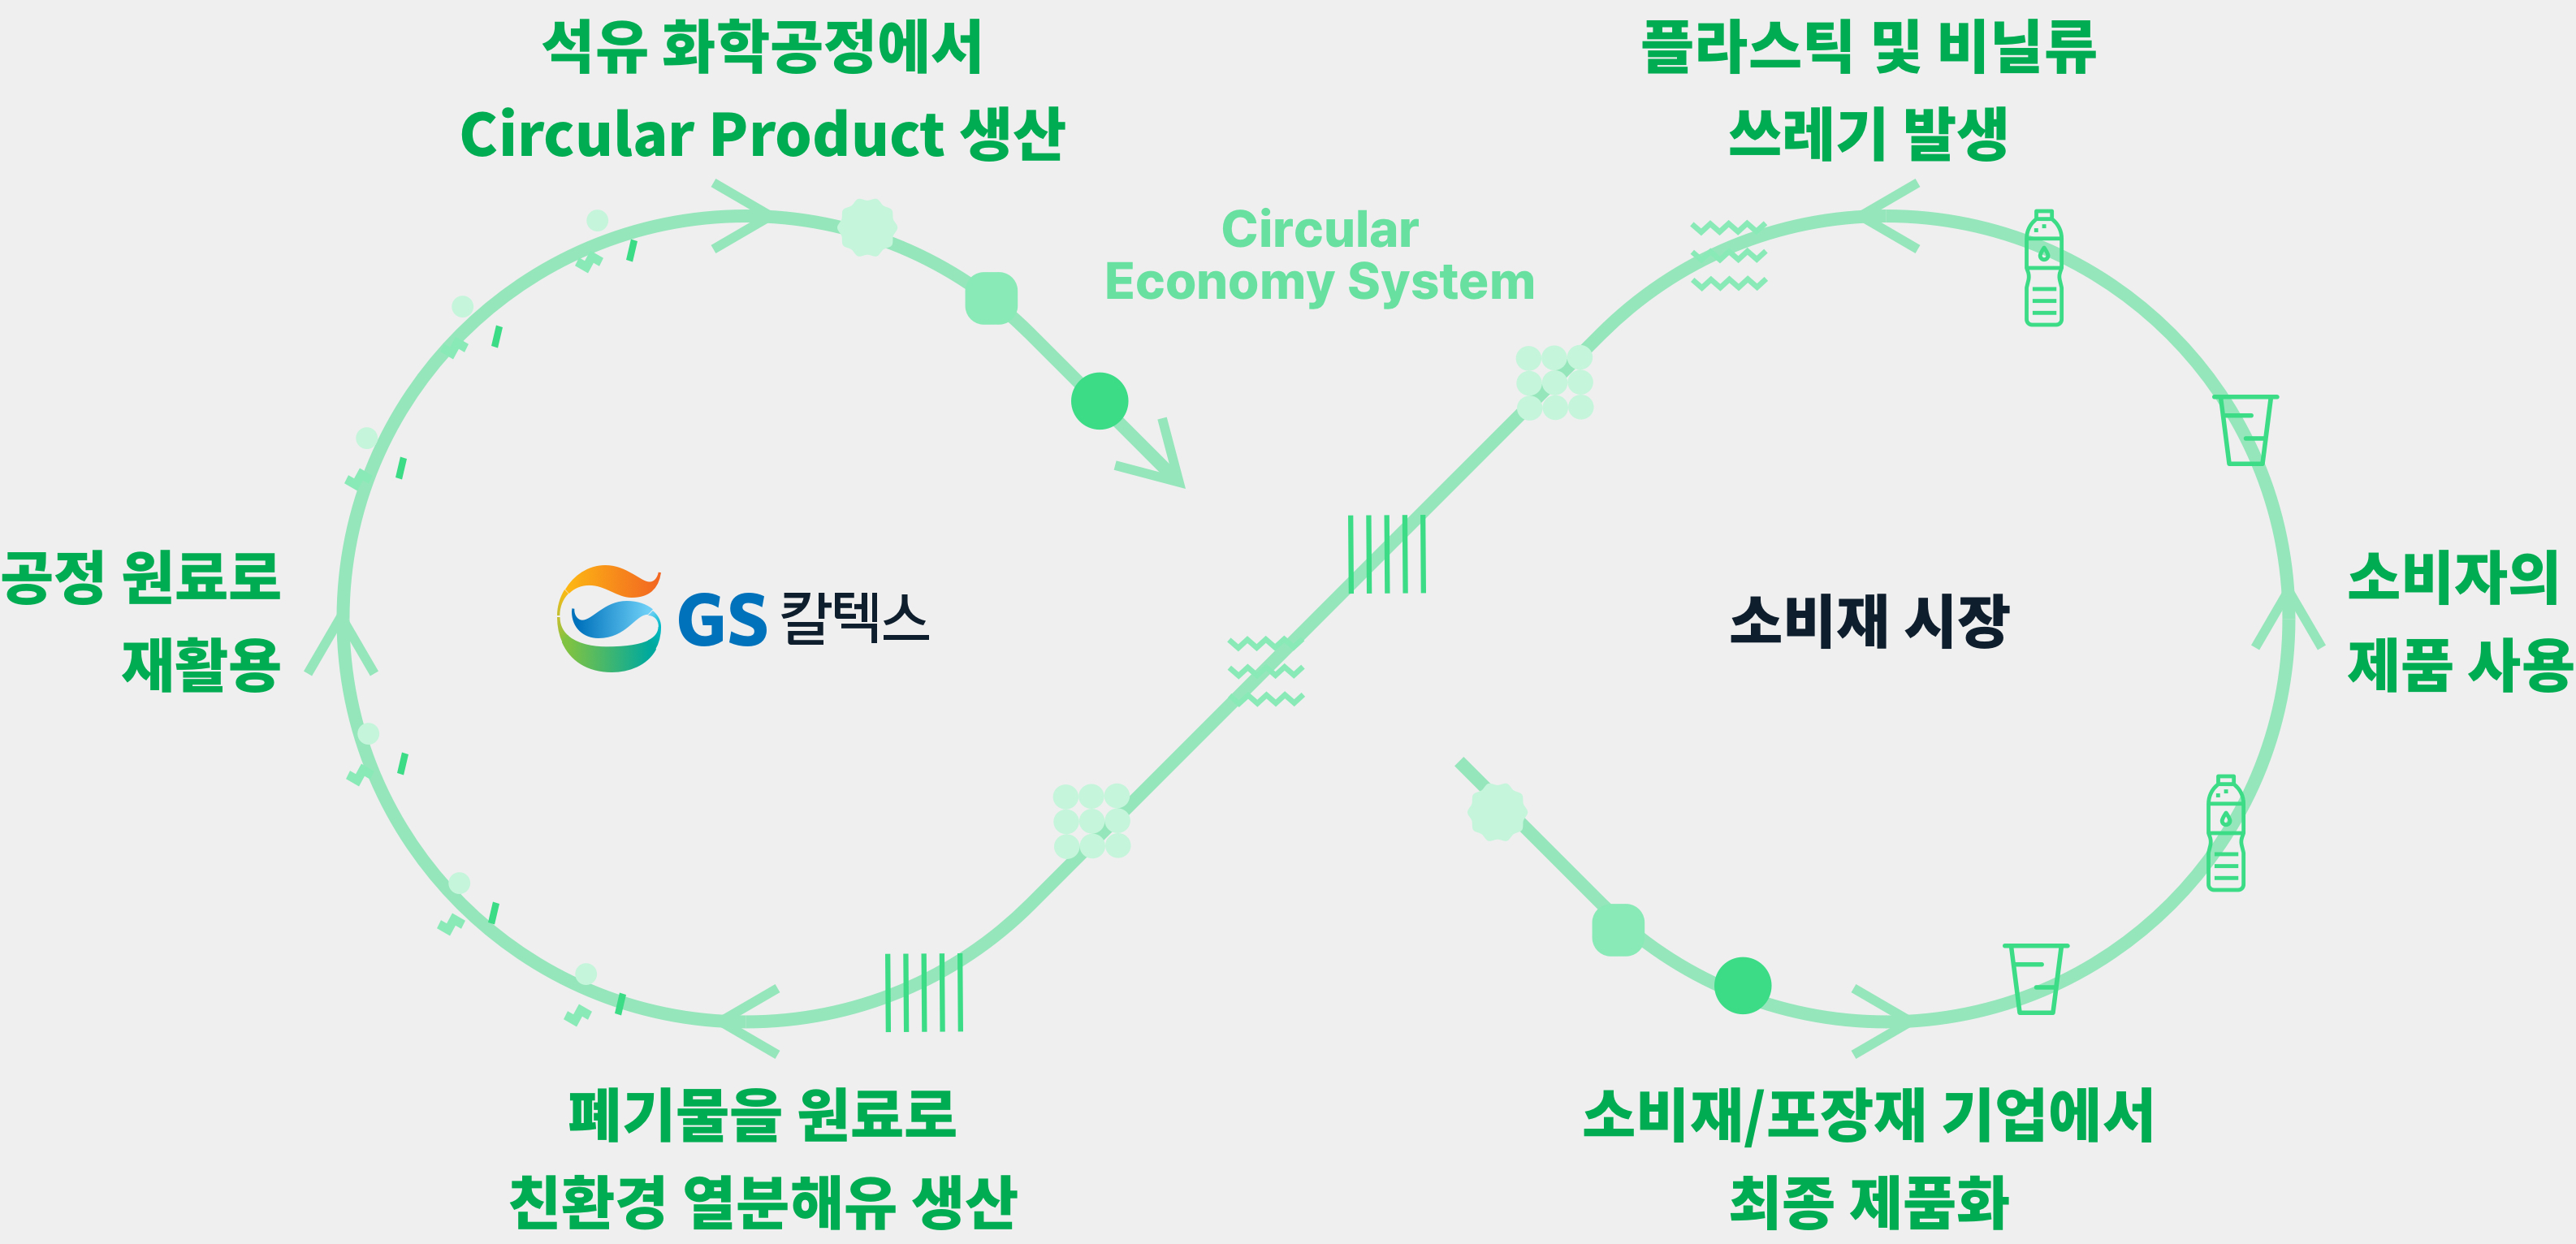 석유 화학공정에서
Circular Product 생산
플라스틱 및 비닐류
쓰레기 발생
Circular
Economy System
공정 원료로
재활용
GS 칼텍스
소비재 시장
소비자의
제품 사용
폐기물을 원료로
친환경 열분해유 생산
소비재/포장재 기업에서
최종 제품화